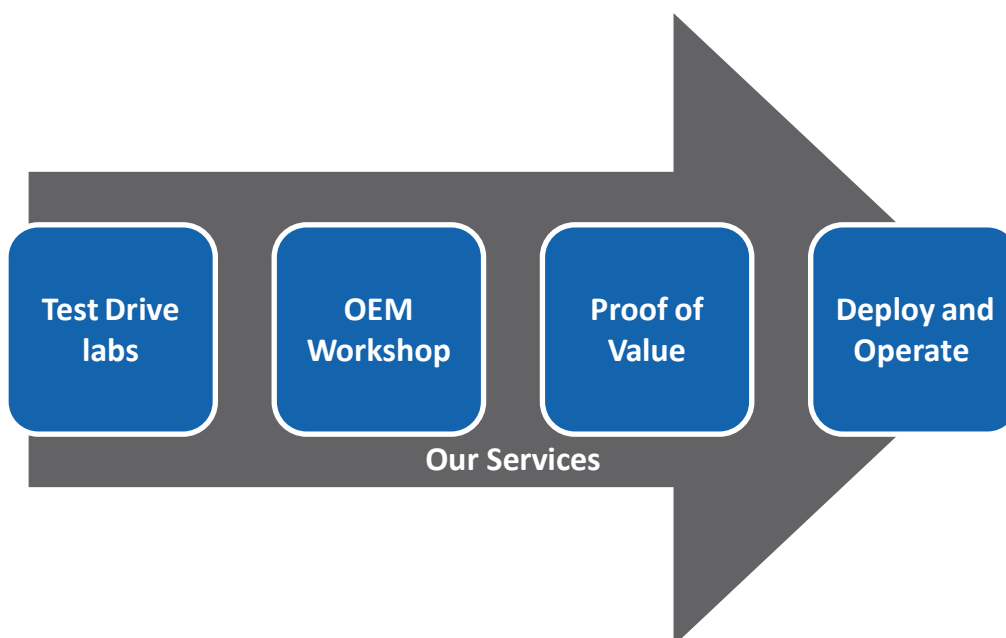 Test Drive
labs
OEM
Workshop
Proof of
Value
Deploy and
Operate
Our Services